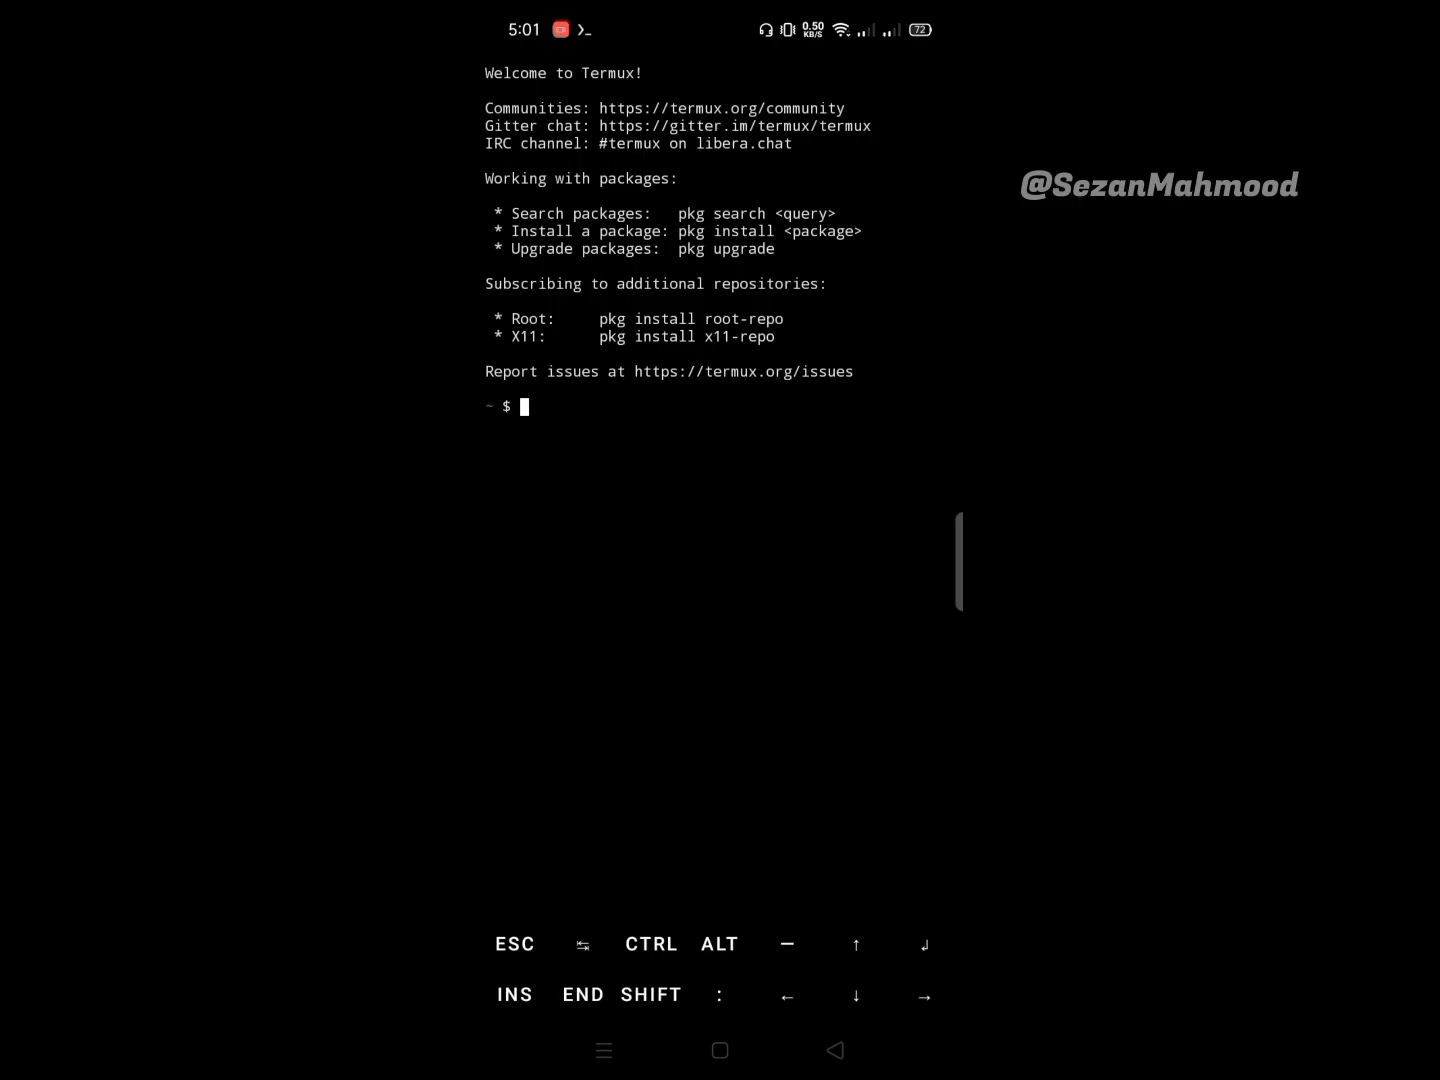 5:01 0.50 KB/S 72
Welcome to Termux!
Communities: https://termux.org/community
Gitter chat: https://gitter.im/termux/termux
IRC channel: #termux on libera.chat
@SezanMahmood
Working with packages:
* Search packages:   pkg search <query>
* Install a package: pkg install <package>
* Upgrade packages:  pkg upgrade
Subscribing to additional repositories:
* Root:     pkg install root-repo
* X11:      pkg install x11-repo
Report issues at https://termux.org/issues
~ $
ESC ↹ CTRL ALT — ↑ ↲
INS END SHIFT : ← ↓ →